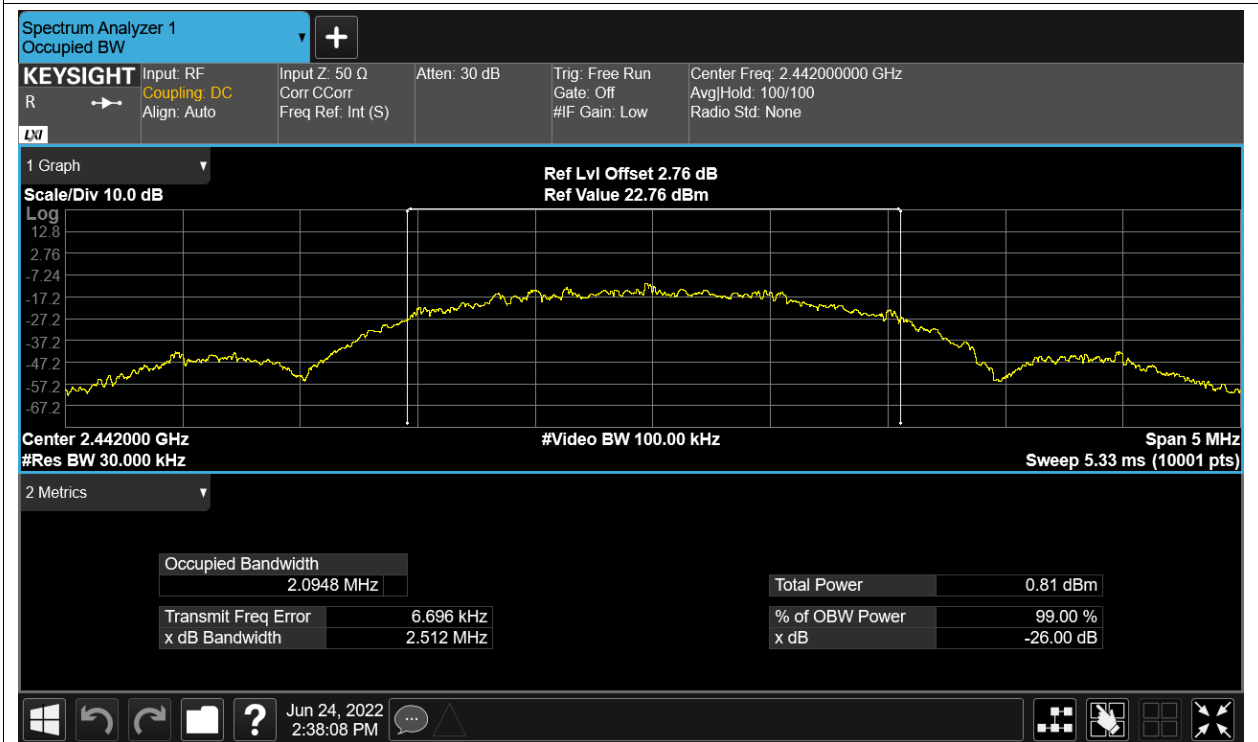 Spectrum Analyzer 1
Occupied BW
KEYSIGHT
R
LXI
Input: RF
Coupling: DC
Align: Auto
Input Z: 50 Ω
Corr CCorr
Freq Ref: Int (S)
Atten: 30 dB
Trig: Free Run
Gate: Off
#IF Gain: Low
Center Freq: 2.442000000 GHz
Avg|Hold: 100/100
Radio Std: None
1 Graph
Ref Lvl Offset 2.76 dB
Scale/Div 10.0 dB
Ref Value 22.76 dBm
Log
12.8
2.76
-7.24
-17.2
-27.2
-37.2
-47.2
-57.2
-67.2
Center 2.442000 GHz
#Video BW 100.00 kHz
Span 5 MHz
#Res BW 30.000 kHz
Sweep 5.33 ms (10001 pts)
2 Metrics
Occupied Bandwidth
2.0948 MHz
Total Power 0.81 dBm
Transmit Freq Error 6.696 kHz
% of OBW Power 99.00 %
x dB Bandwidth 2.512 MHz
x dB -26.00 dB
?
Jun 24, 2022
2:38:08 PM